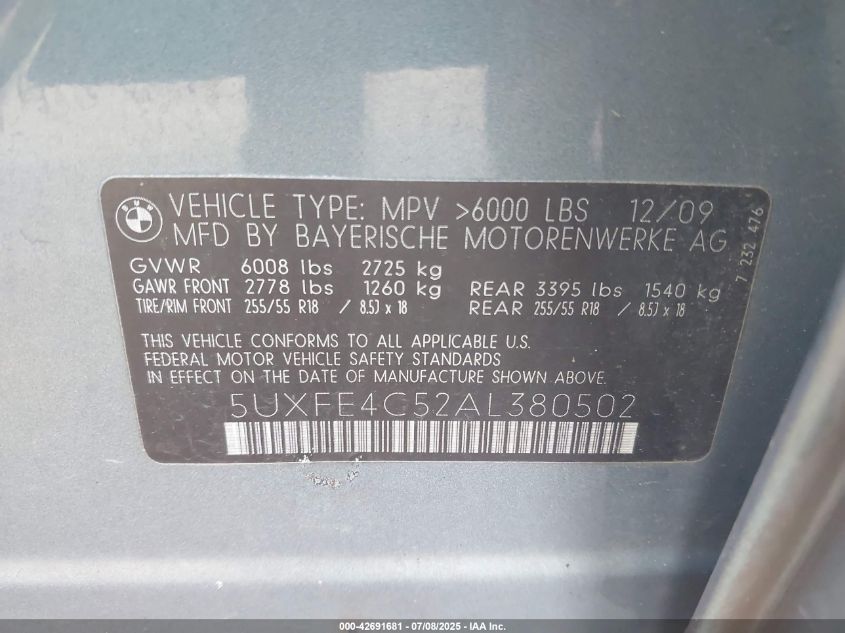 BMW
VEHICLE TYPE: MPV >6000 LBS 12/09
MFD BY BAYERISCHE MOTORENWERKE AG
GVWR 6008 lbs 2725 kg
GAWR FRONT 2778 lbs 1260 kg REAR 3395 lbs 1540 kg
TIRE/RIM FRONT 255/55 R18 / 8.5J x 18 REAR 255/55 R18 / 8.5J x 18
THIS VEHICLE CONFORMS TO ALL APPLICABLE U.S.
FEDERAL MOTOR VEHICLE SAFETY STANDARDS
IN EFFECT ON THE DATE OF MANUFACTURE SHOWN ABOVE.
5UXFE4C52AL380502
7 232 476
000-42691681 - 07/08/2025 - IAA Inc.